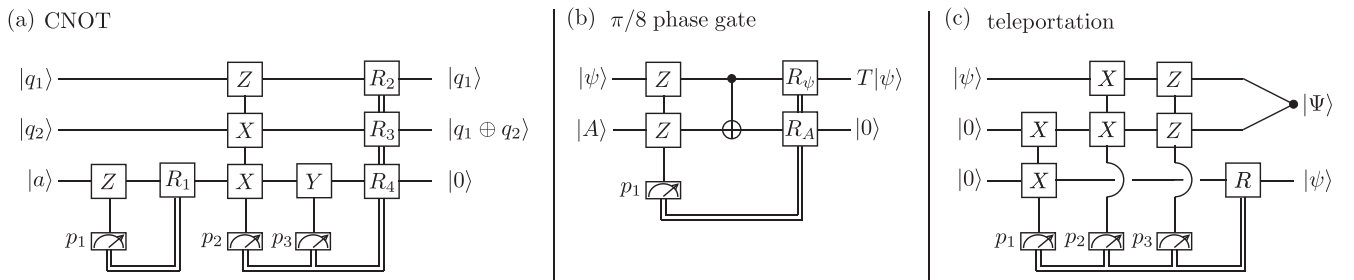 (a) CNOT
|q₁⟩ Z R₂ |q₁⟩
|q₂⟩ X R₃ |q₁ ⊕ q₂⟩
|a⟩ Z R₁ X Y R₄ |0⟩
p₁ p₂ p₃
(b) π/8 phase gate
|ψ⟩ Z R_ψ T|ψ⟩
|A⟩ Z R_A |0⟩
p₁
(c) teleportation
|ψ⟩ X Z
|Ψ⟩
|0⟩ X X Z
|0⟩ X R |ψ⟩
p₁ p₂ p₃